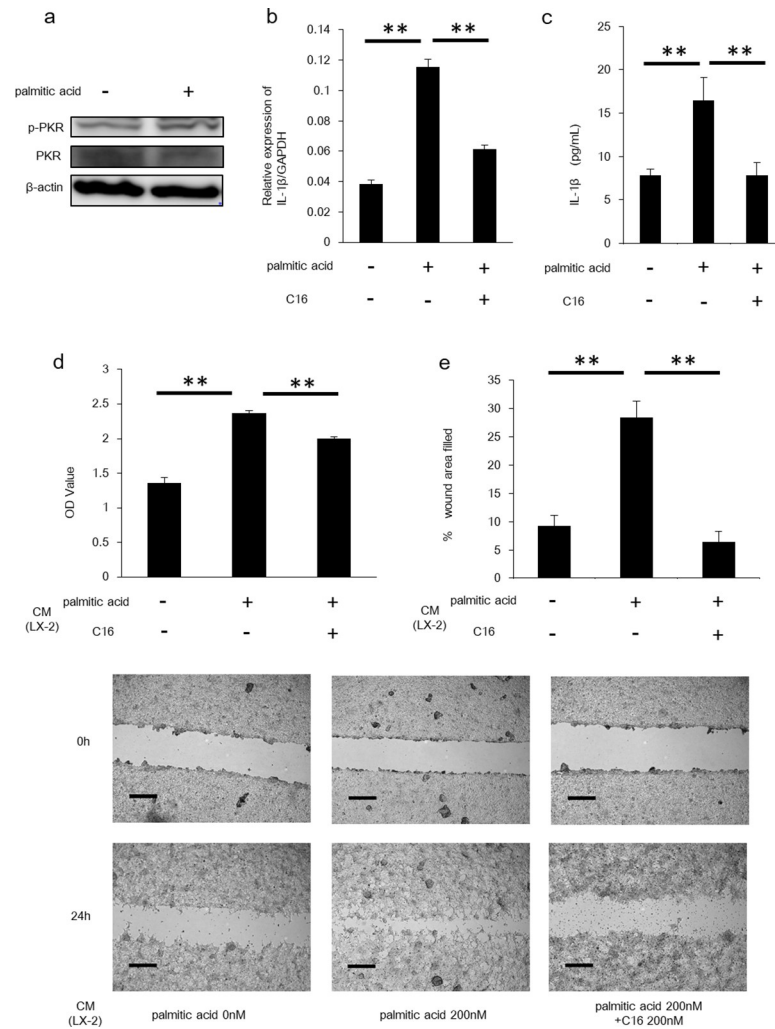 a
palmitic acid - +
p-PKR
PKR
β-actin
b
** **
0.14
0.12
0.1
0.08
0.06
0.04
0.02
0
Relative expression of
IL-1β/GAPDH
palmitic acid - + +
C16 - - +
c
** **
25
20
15
10
5
0
IL-1β (pg/mL)
palmitic acid - + +
C16 - - +
d
** **
3
2.5
2
1.5
1
0.5
0
OD Value
palmitic acid - + +
CM
(LX-2)
C16 - - +
e
** **
35
30
25
20
15
10
5
0
% wound area filled
palmitic acid - + +
CM
(LX-2)
C16 - - +
0h
24h
CM
(LX-2)
palmitic acid 0nM
palmitic acid 200nM
palmitic acid 200nM
+C16 200nM